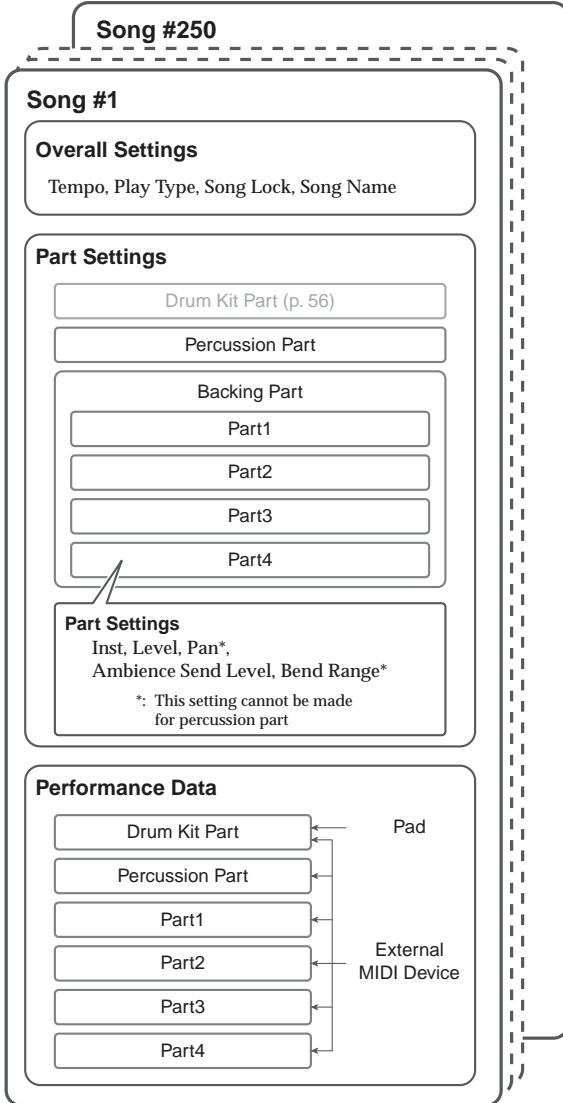 Song #250
Song #1
Overall Settings
Tempo, Play Type, Song Lock, Song Name
Part Settings
Drum Kit Part (p. 56)
Percussion Part
Backing Part
Part1
Part2
Part3
Part4
Part Settings
Inst, Level, Pan*,
Ambience Send Level, Bend Range*
*: This setting cannot be made
for percussion part
Performance Data
Drum Kit Part
Pad
Percussion Part
Part1
Part2
External
MIDI Device
Part3
Part4